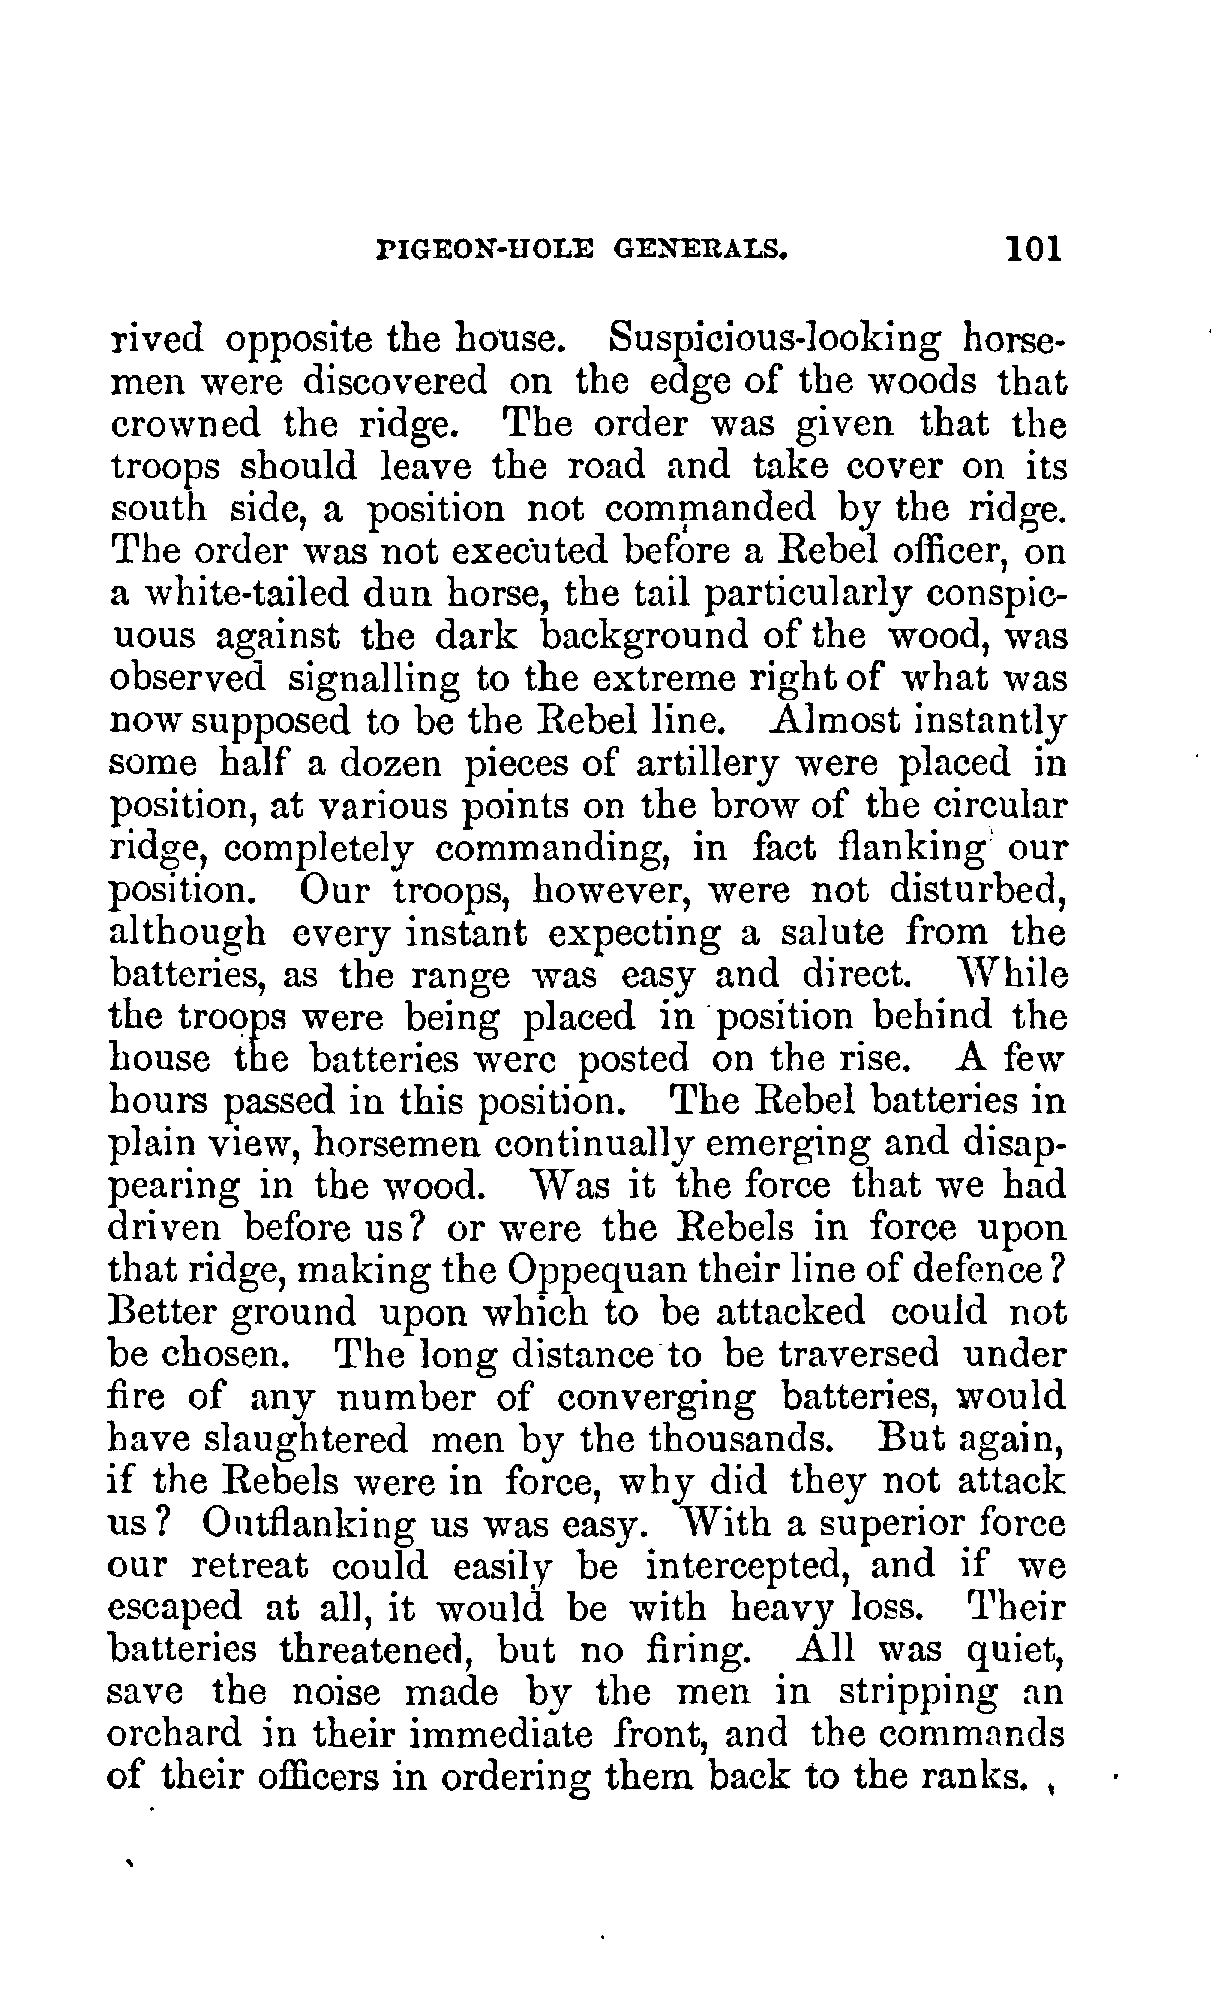 PIGEON-HOLE GENERALS. 101
rived opposite the house. Suspicious-looking horse-
men were discovered on the edge of the woods that
crowned the ridge. The order was given that the
troops should leave the road and take cover on its
south side, a position not commanded by the ridge.
The order was not executed before a Rebel officer, on
a white-tailed dun horse, the tail particularly conspic-
uous against the dark background of the wood, was
observed signalling to the extreme right of what was
now supposed to be the Rebel line. Almost instantly
some half a dozen pieces of artillery were placed in
position, at various points on the brow of the circular
ridge, completely commanding, in fact flanking our
position. Our troops, however, were not disturbed,
although every instant expecting a salute from the
batteries, as the range was easy and direct. While
the troops were being placed in position behind the
house the batteries were posted on the rise. A few
hours passed in this position. The Rebel batteries in
plain view, horsemen continually emerging and disap-
pearing in the wood. Was it the force that we had
driven before us? or were the Rebels in force upon
that ridge, making the Oppequan their line of defence?
Better ground upon which to be attacked could not
be chosen. The long distance to be traversed under
fire of any number of converging batteries, would
have slaughtered men by the thousands. But again,
if the Rebels were in force, why did they not attack
us? Outflanking us was easy. With a superior force
our retreat could easily be intercepted, and if we
escaped at all, it would be with heavy loss. Their
batteries threatened, but no firing. All was quiet,
save the noise made by the men in stripping an
orchard in their immediate front, and the commands
of their officers in ordering them back to the ranks.